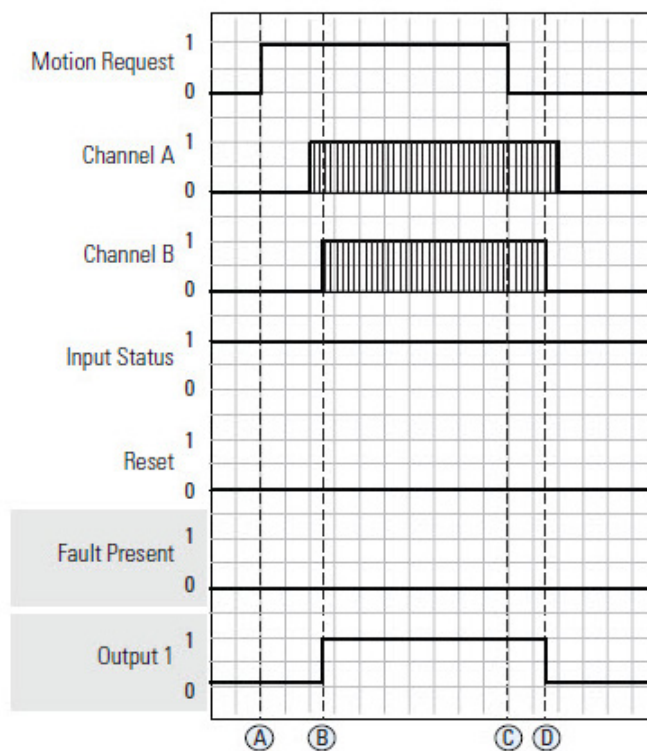 Motion Request 1
0
Channel A 1
0
Channel B 1
0
Input Status 1
0
Reset 1
0
Fault Present 1
0
Output 1 1
0
Ⓐ Ⓑ Ⓒ Ⓓ